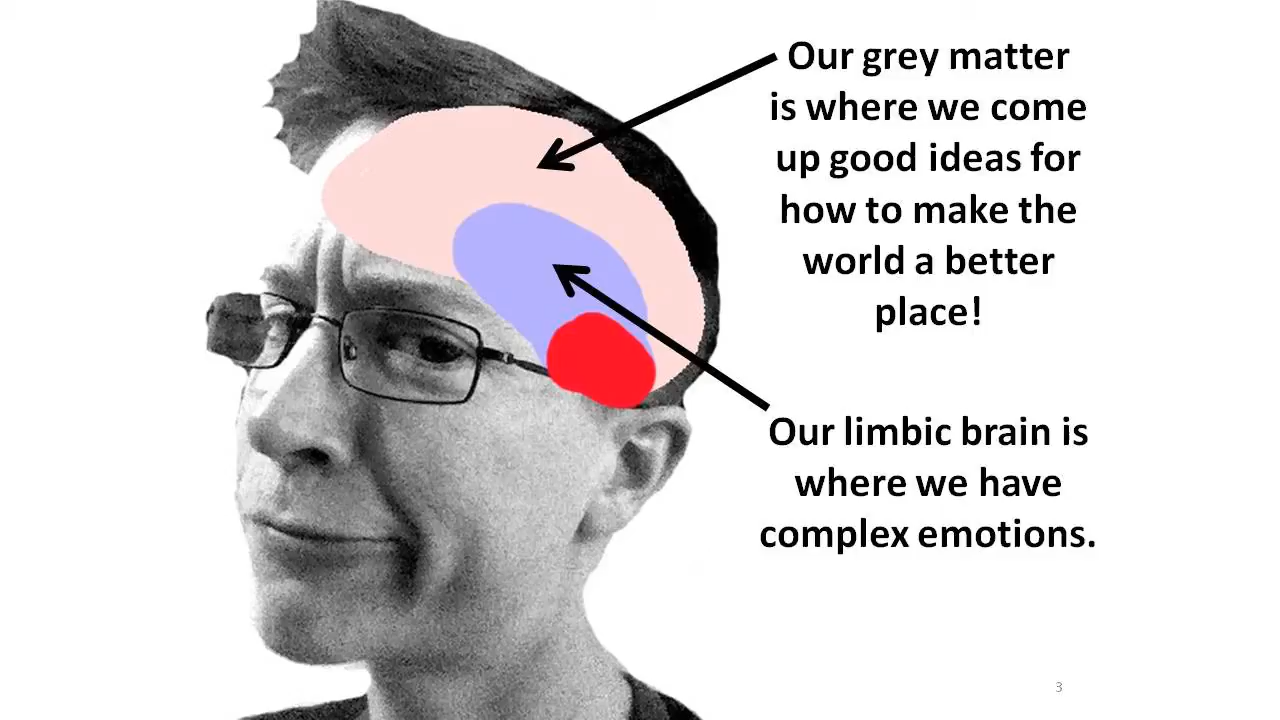 Our grey matter
is where we come
up good ideas for
how to make the
world a better
place!
Our limbic brain is
where we have
complex emotions.
3